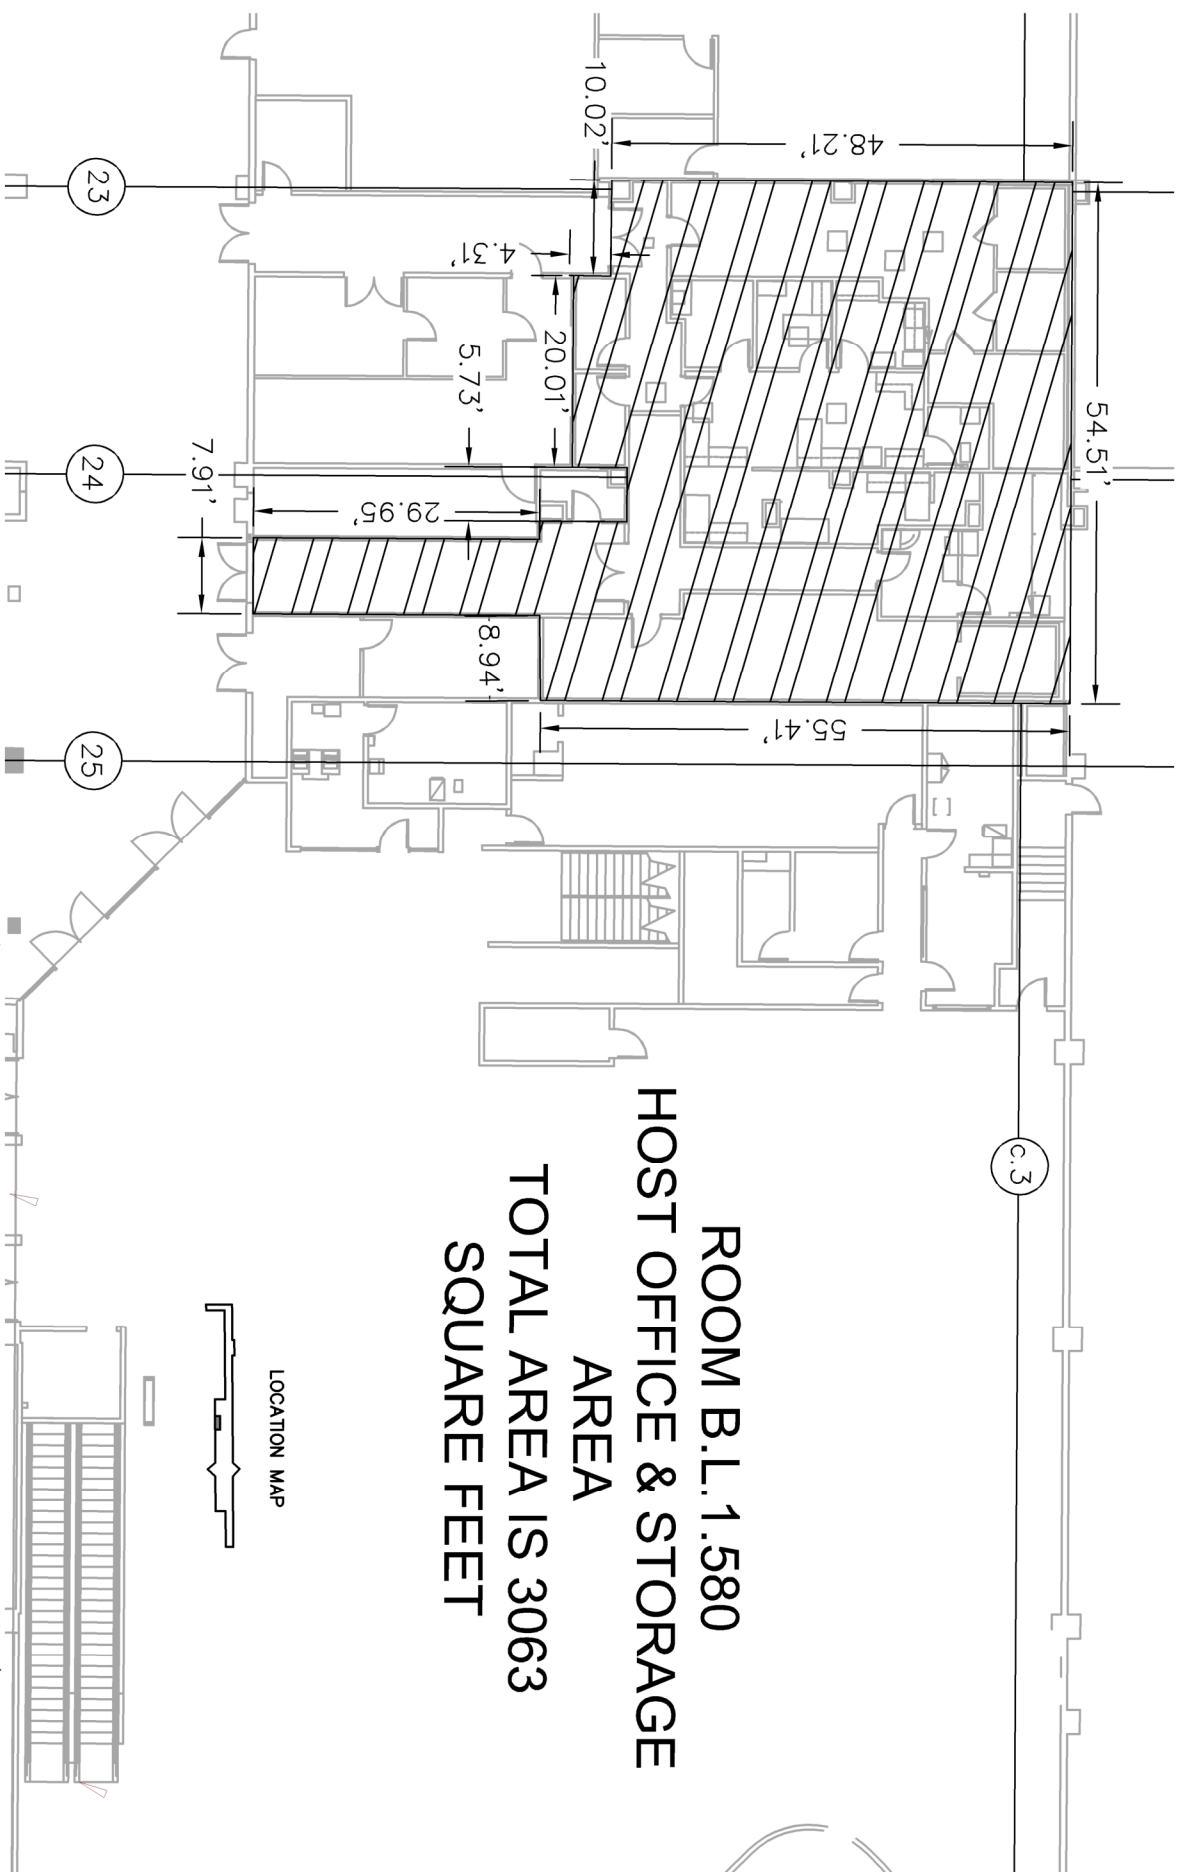 ROOM B.L.1.580
HOST OFFICE & STORAGE
AREA
TOTAL AREA IS 3063
SQUARE FEET
LOCATION MAP
c.3
23
24
25
54.51'
48.21'
10.02'
4.31'
20.01'
5.73'
29.95'
7.91'
8.94'
55.41'